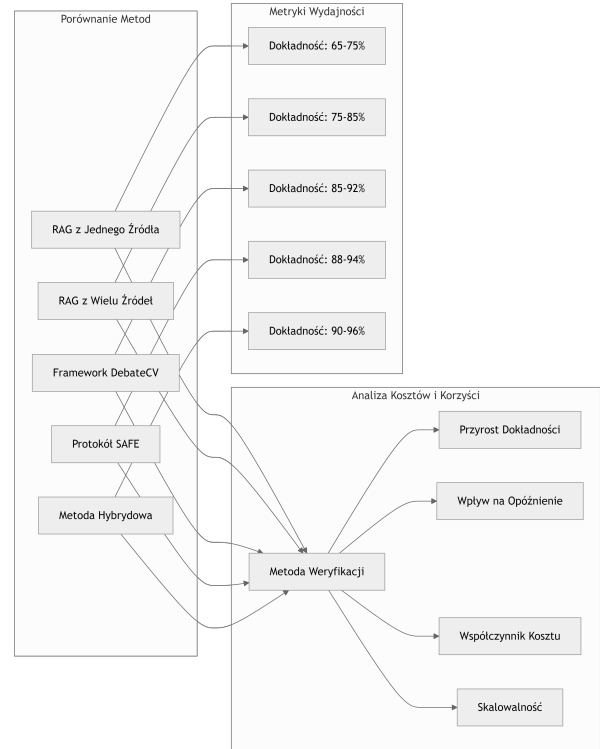 Porównanie Metod
RAG z Jednego Źródła
RAG z Wielu Źródeł
Framework DebateCV
Protokół SAFE
Metoda Hybrydowa
Metryki Wydajności
Dokładność: 65-75%
Dokładność: 75-85%
Dokładność: 85-92%
Dokładność: 88-94%
Dokładność: 90-96%
Analiza Kosztów i Korzyści
Metoda Weryfikacji
Przyrost Dokładności
Wpływ na Opóźnienie
Współczynnik Kosztu
Skalowalność